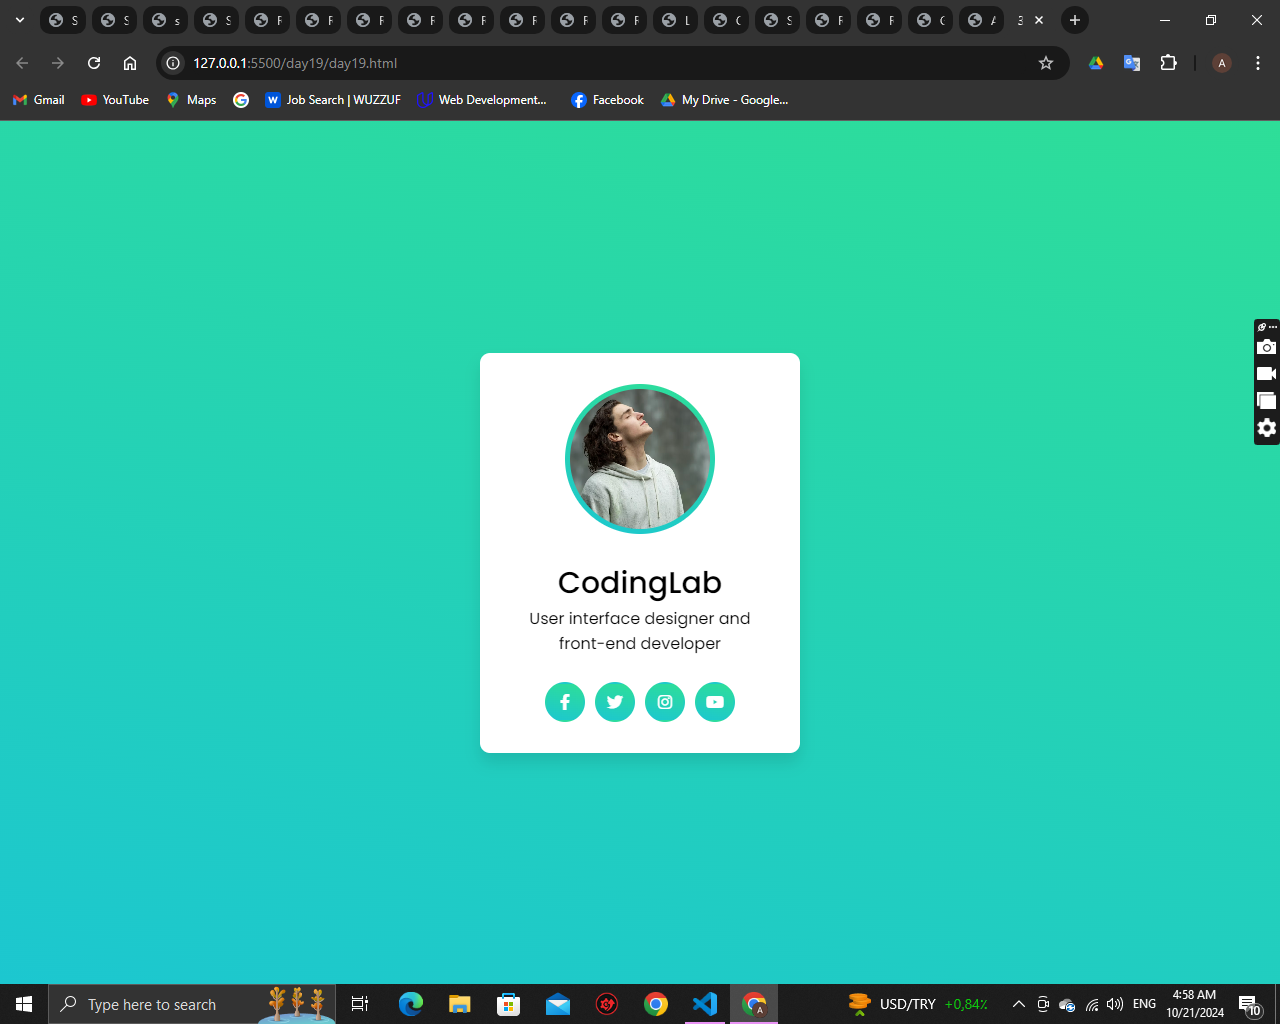 S
S
s
S
F
F
F
F
F
F
F
F
L
C
S
F
F
C
A
3
127.0.0.1:5500/day19/day19.html
A
Gmail
YouTube
Maps
Job Search | WUZZUF
Web Development...
Facebook
My Drive - Google...
CodingLab
User interface designer and
front-end developer
Type here to search
A
USD/TRY +0,84%
ENG
4:58 AM
10/21/2024
10